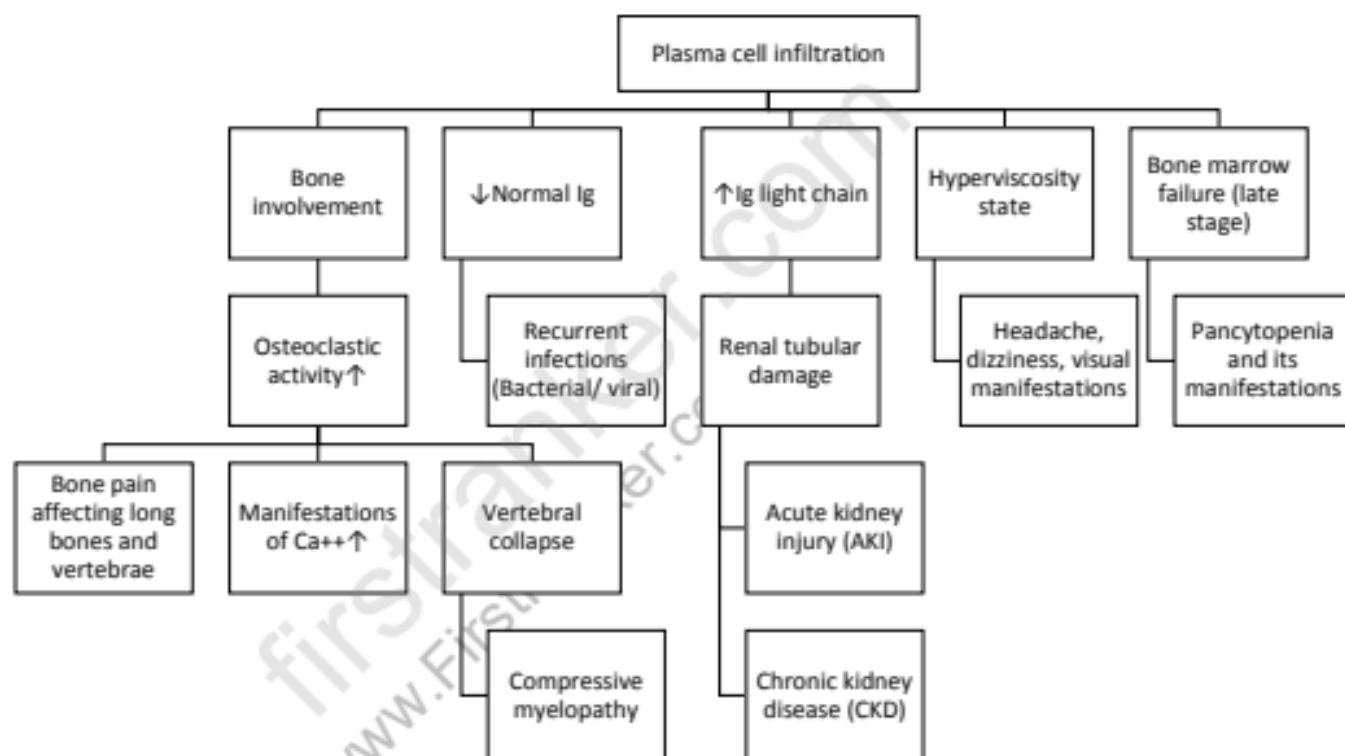 Plasma cell infiltration
Bone
involvement
↓Normal Ig
↑Ig light chain
Hyperviscosity
state
Bone marrow
failure (late
stage)
Osteoclastic
activity↑
Recurrent
infections
(Bacterial/ viral)
Renal tubular
damage
Headache,
dizziness, visual
manifestations
Pancytopenia
and its
manifestations
Bone pain
affecting long
bones and
vertebrae
Manifestations
of Ca++↑
Vertebral
collapse
Acute kidney
injury (AKI)
Compressive
myelopathy
Chronic kidney
disease (CKD)
firstranker.com